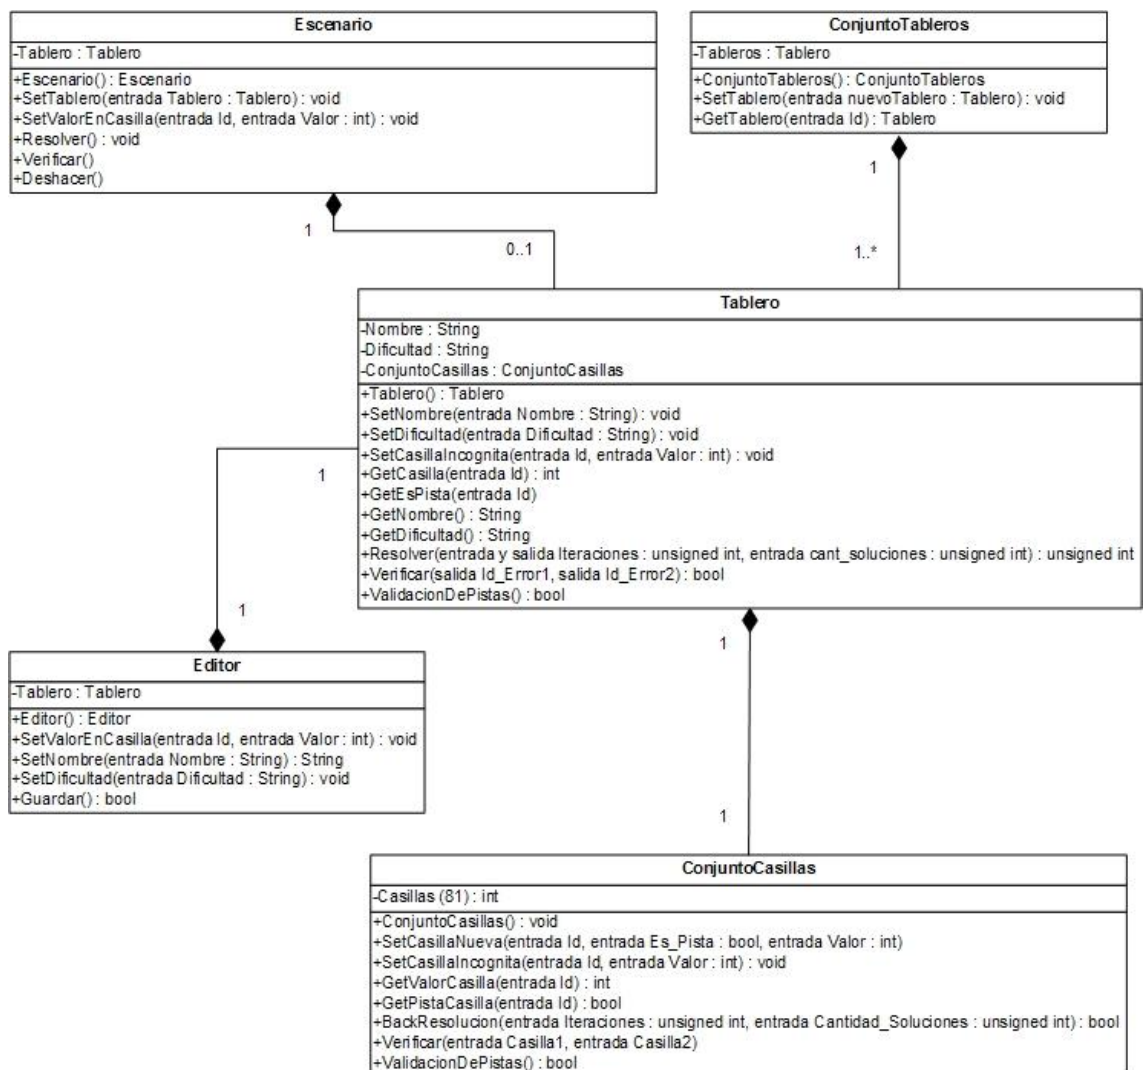 Escenario
-Tablero : Tablero
+Escenario() : Escenario
+SetTablero(entrada Tablero : Tablero) : void
+SetValorEnCasilla(entrada Id, entrada Valor : int) : void
+Resolver() : void
+Verificar()
+Deshacer()
ConjuntoTableros
-Tableros : Tablero
+ConjuntoTableros() : ConjuntoTableros
+SetTablero(entrada nuevoTablero : Tablero) : void
+GetTablero(entrada Id) : Tablero
1
0..1
1
1..*
Tablero
-Nombre : String
-Dificultad : String
-ConjuntoCasillas : ConjuntoCasillas
+Tablero() : Tablero
+SetNombre(entrada Nombre : String) : void
+SetDificultad(entrada Dificultad : String) : void
+SetCasillaIncognita(entrada Id, entrada Valor : int) : void
+GetCasilla(entrada Id) : int
+GetEsPista(entrada Id)
+GetNombre() : String
+GetDificultad() : String
+Resolver(entrada y salida Iteraciones : unsigned int, entrada cant_soluciones : unsigned int) : unsigned int
+Verificar(salida Id_Error1, salida Id_Error2) : bool
+ValidacionDePistas() : bool
1
1
Editor
-Tablero : Tablero
+Editor() : Editor
+SetValorEnCasilla(entrada Id, entrada Valor : int) : void
+SetNombre(entrada Nombre : String) : String
+SetDificultad(entrada Dificultad : String) : void
+Guardar() : bool
1
1
ConjuntoCasillas
-Casillas (81) : int
+ConjuntoCasillas() : void
+SetCasillaNueva(entrada Id, entrada Es_Pista : bool, entrada Valor : int)
+SetCasillaIncognita(entrada Id, entrada Valor : int) : void
+GetValorCasilla(entrada Id) : int
+GetPistaCasilla(entrada Id) : bool
+BackResolucion(entrada Iteraciones : unsigned int, entrada Cantidad_Soluciones : unsigned int) : bool
+Verificar(entrada Casilla1, entrada Casilla2)
+ValidacionDePistas() : bool